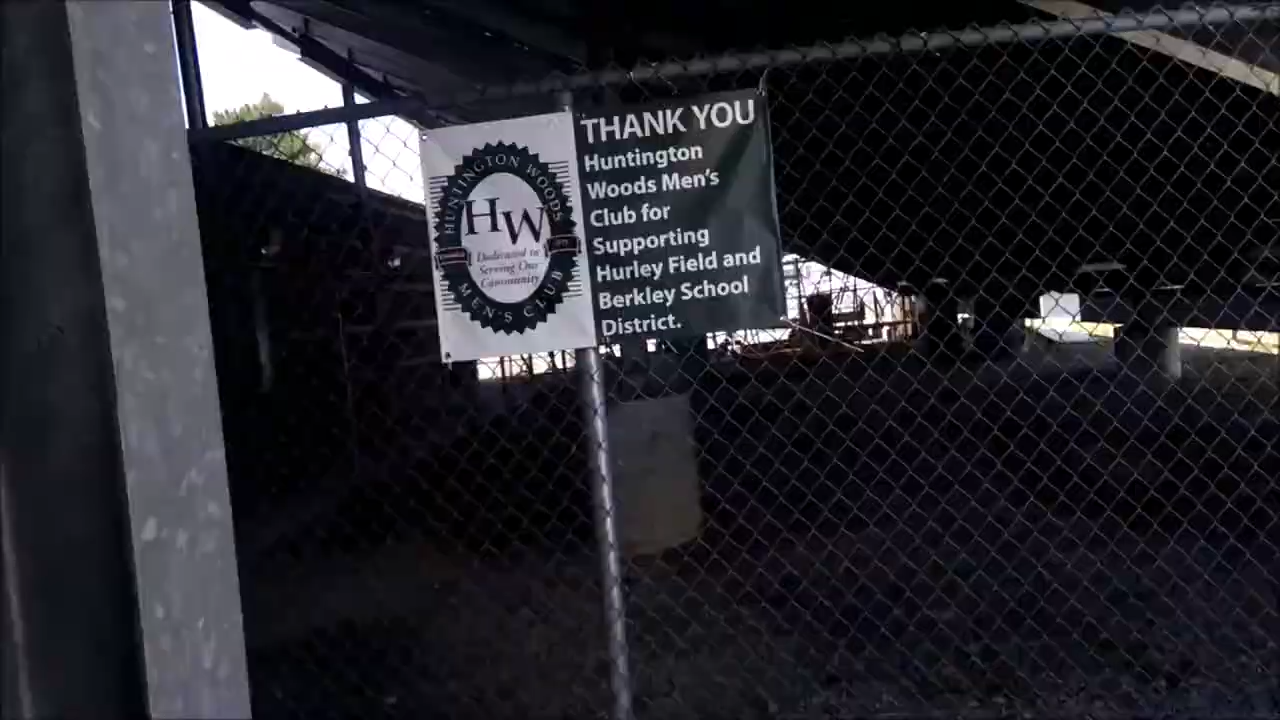 HUNTINGTON WOODS
HW
Dedicated to
Serving Our
Community
MEN'S CLUB
THANK YOU
Huntington
Woods Men's
Club for
Supporting
Hurley Field and
Berkley School
District.